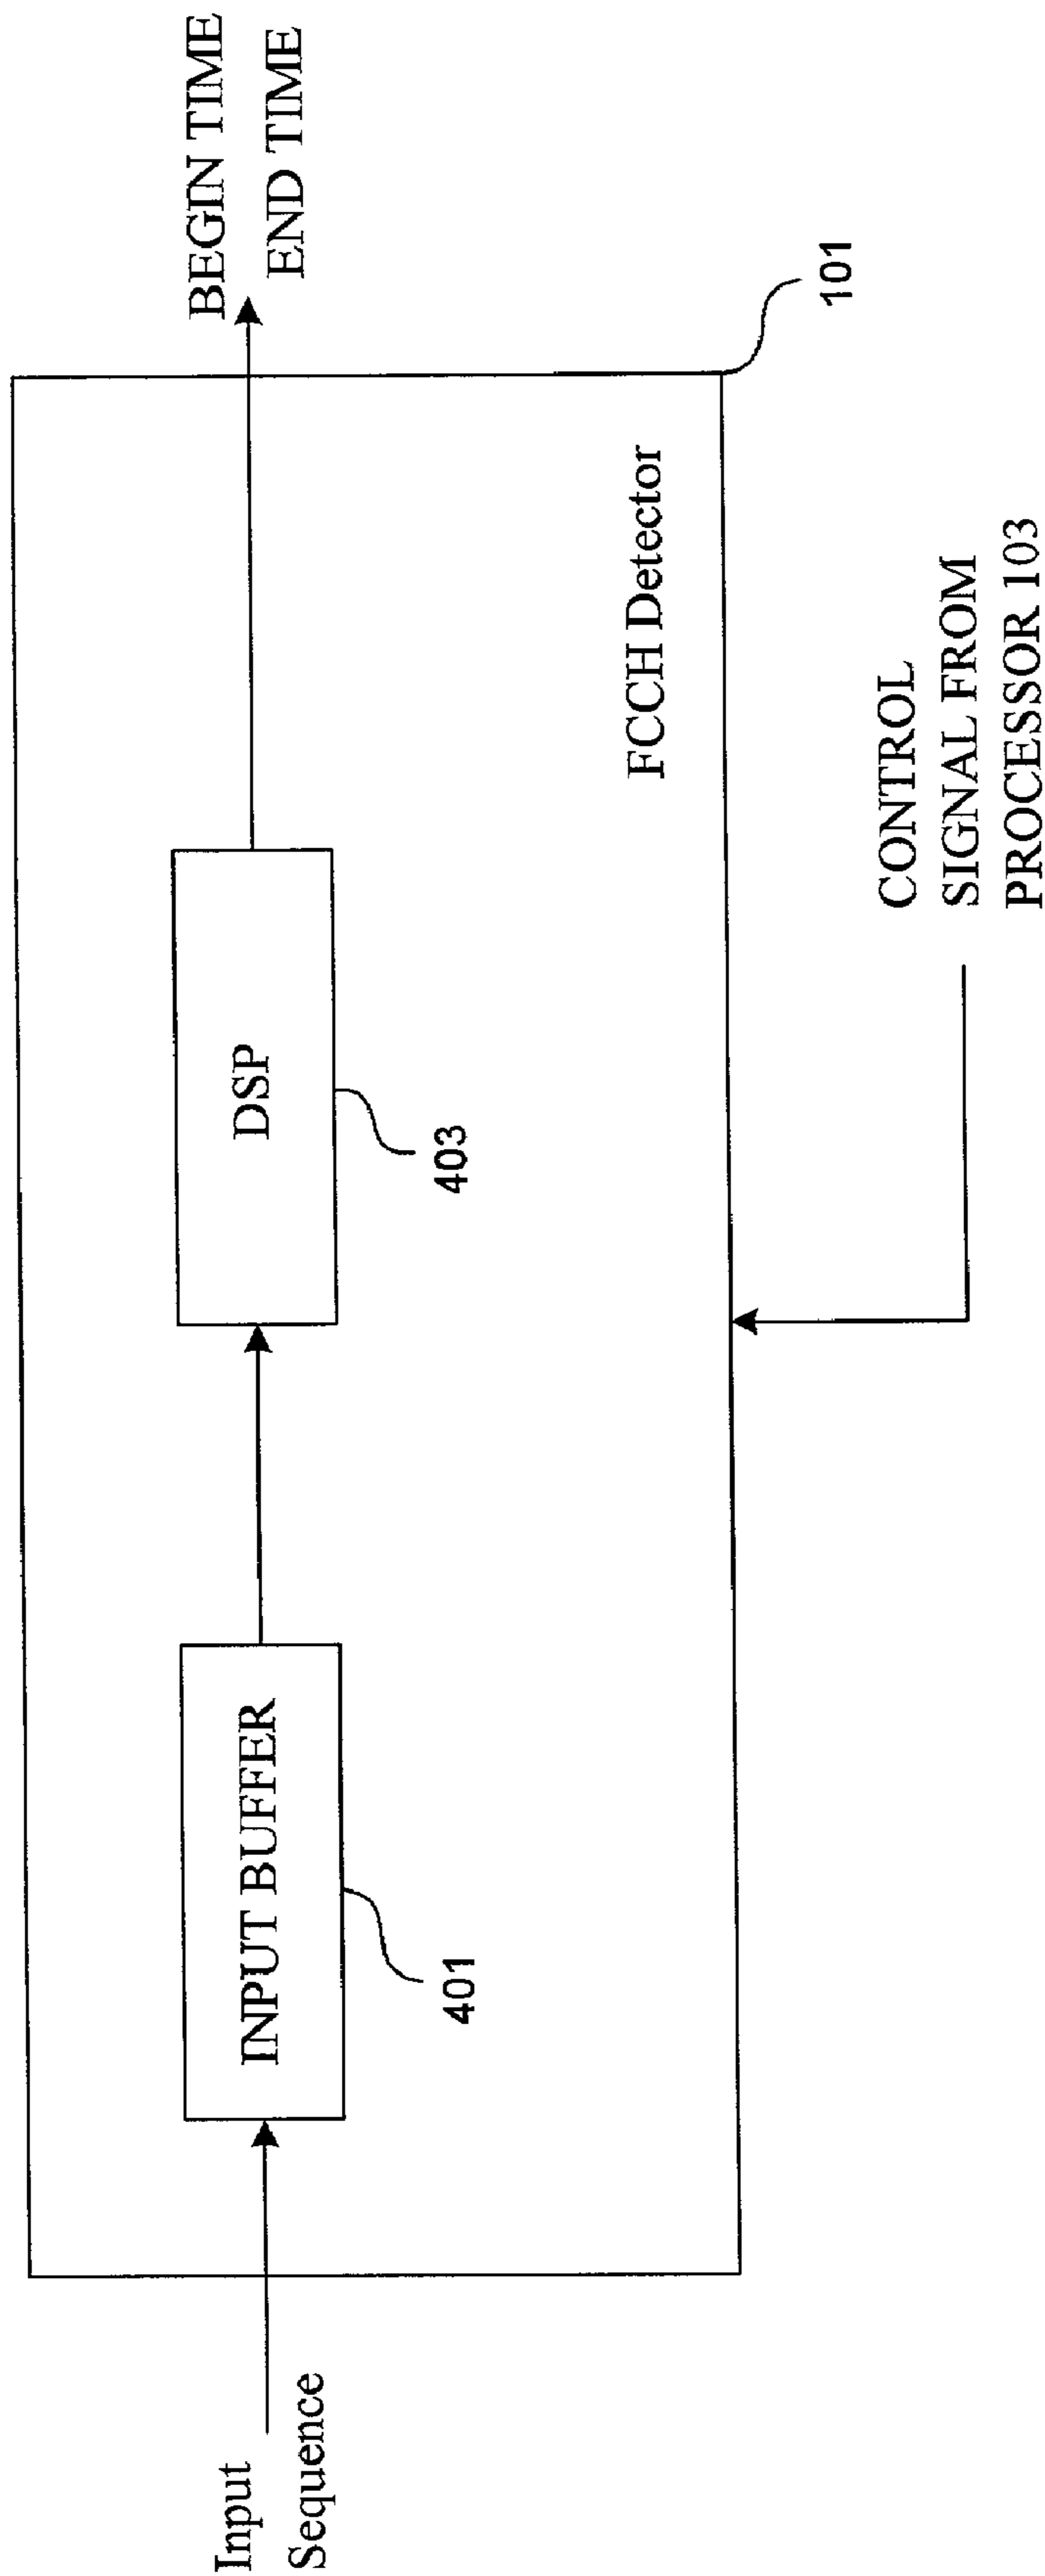 Input
Sequence
INPUT BUFFER
401
DSP
403
BEGIN TIME
END TIME
FCCH Detector
101
CONTROL
SIGNAL FROM
PROCESSOR 103